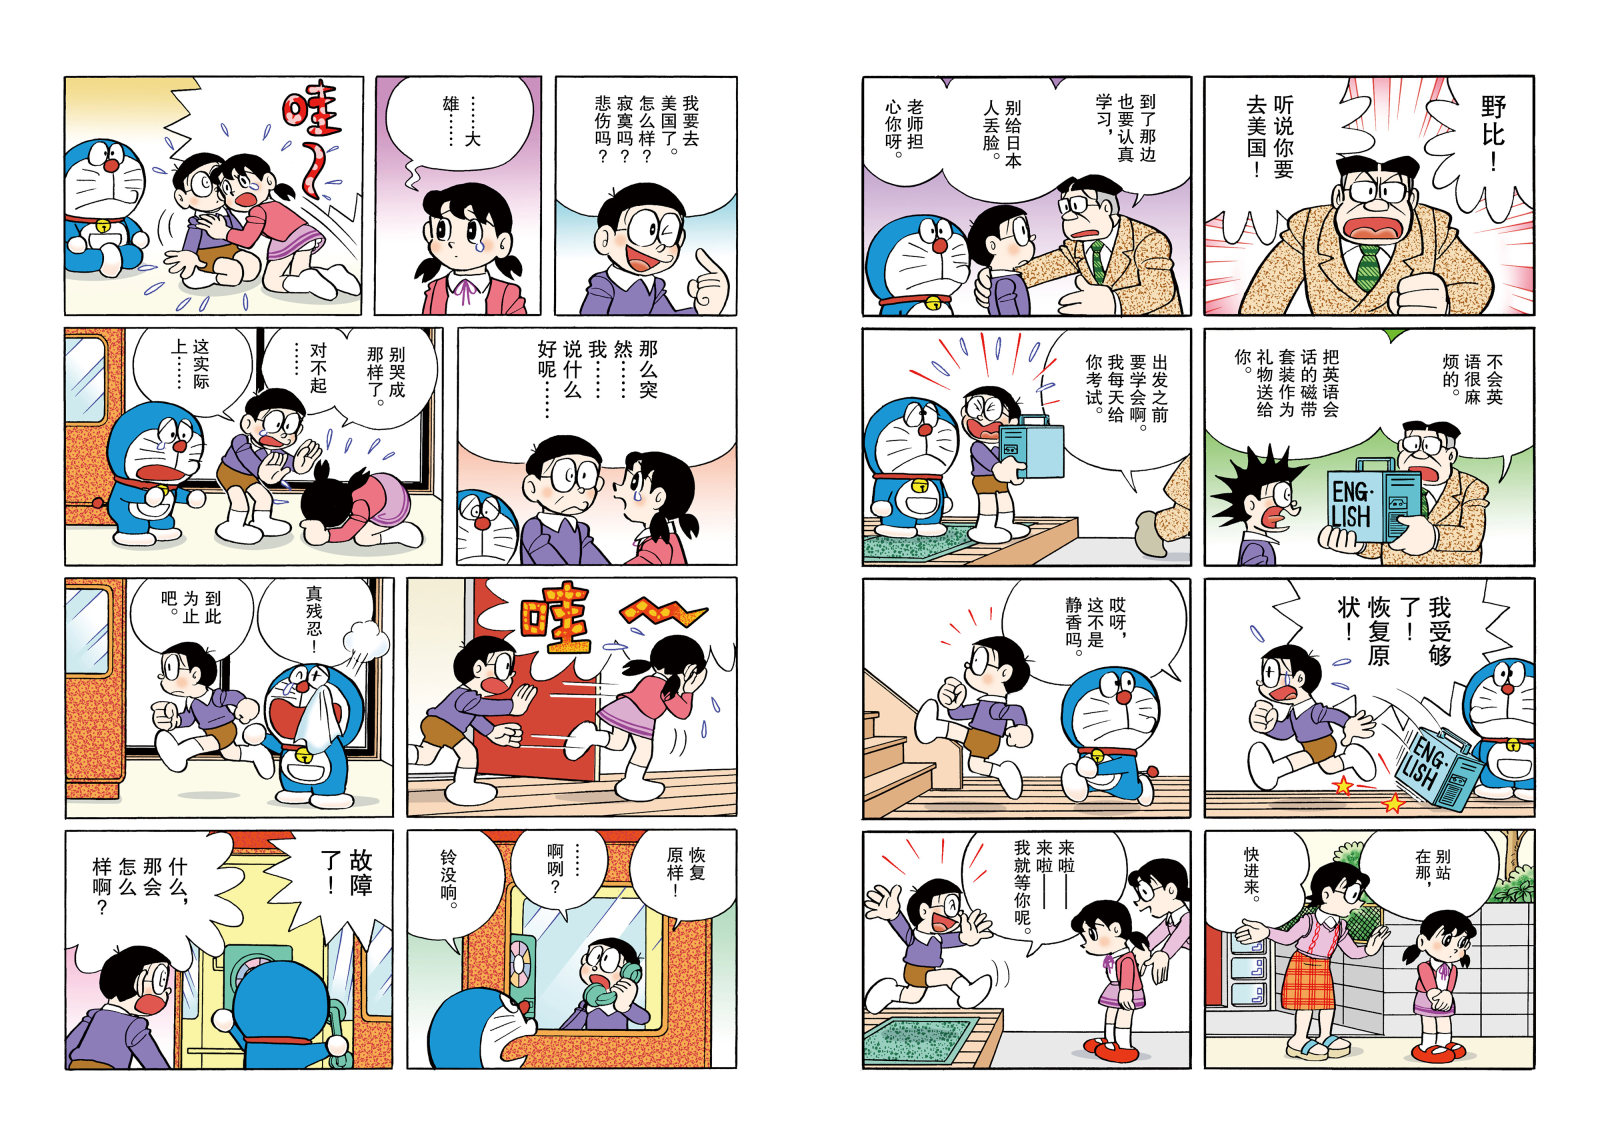 野比！
听说你要
去美国！
到了那边
也要认真
学习，
别给日本
人丢脸。
老师担
心你呀。
不会英
语很麻
烦的。
把英语会
话的磁带
套装作为
礼物送给
你。
ENG-
LISH
出发之前
要学会啊。
我每天给
你考试。
我受够
了！
恢复原
状！
ENG-
LISH
哎呀，
这不是
静香吗。
别站
在那，
快进来。
来啦——
来啦——
我就等你呢。
我要去
美国了。
怎么样？
寂寞吗？
悲伤吗？
……大
雄……
哇～
那么突
然……
我……
说什么
好呢……
别哭成
那样了。
对不起
……
这实际
上……
哇～
真残忍！
到此
为止
吧。
恢复
原样！
……
啊咧？
铃没响。
故障
了！
什么，
那会
怎么
样啊？